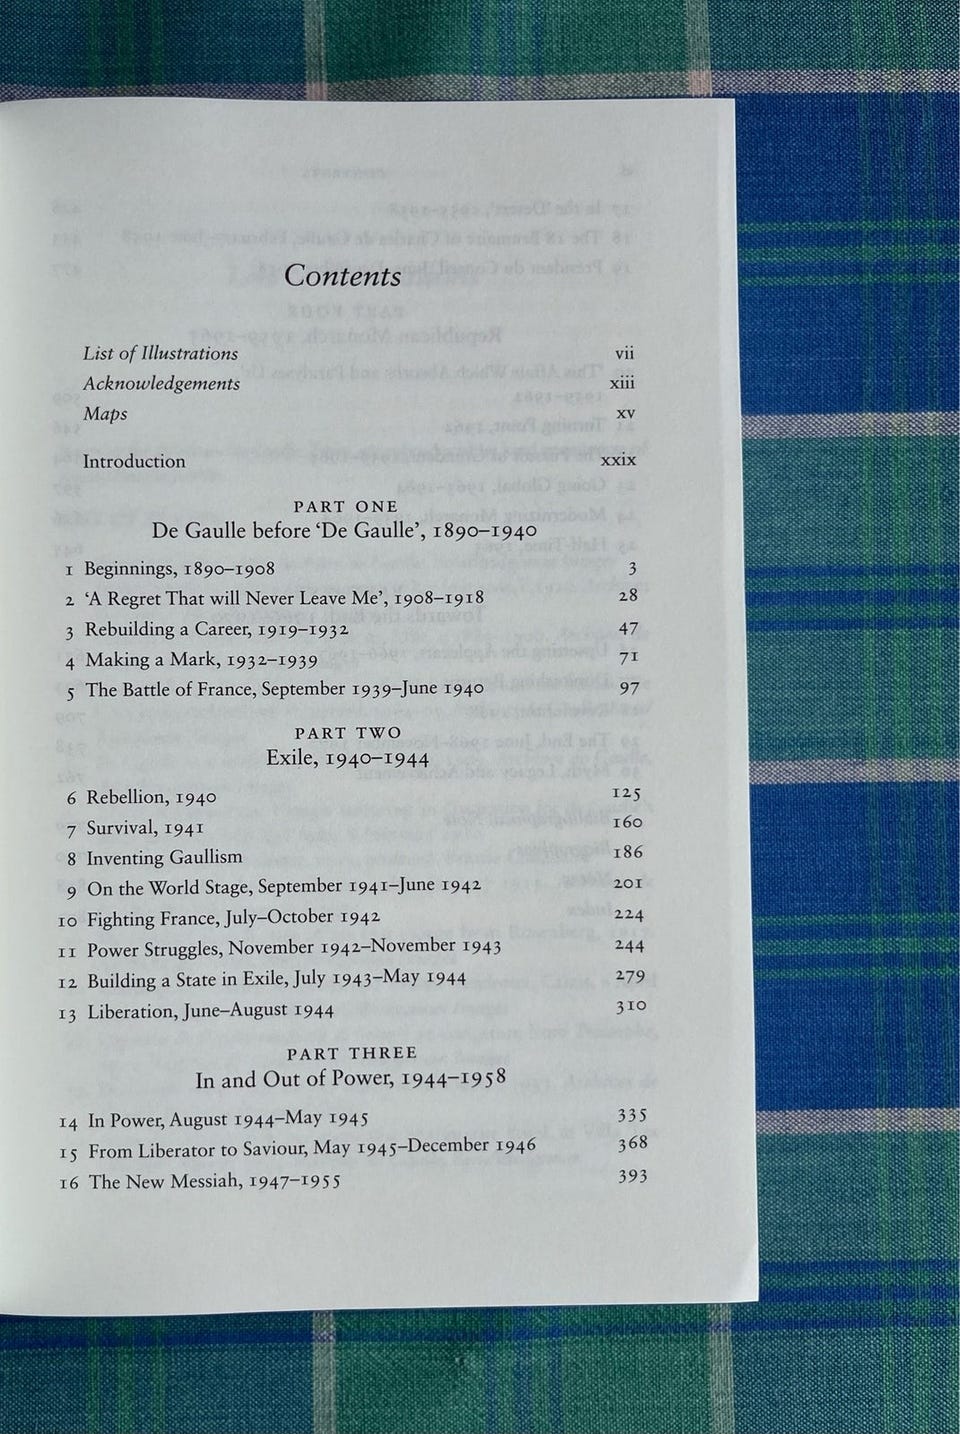 Contents
List of Illustrations vii
Acknowledgements xiii
Maps xv
Introduction xxix
PART ONE
De Gaulle before ‘De Gaulle’, 1890–1940
1 Beginnings, 1890–1908 3
2 ‘A Regret That will Never Leave Me’, 1908–1918 28
3 Rebuilding a Career, 1919–1932 47
4 Making a Mark, 1932–1939 71
5 The Battle of France, September 1939–June 1940 97
PART TWO
Exile, 1940–1944
6 Rebellion, 1940 125
7 Survival, 1941 160
8 Inventing Gaullism 186
9 On the World Stage, September 1941–June 1942 201
10 Fighting France, July–October 1942 224
11 Power Struggles, November 1942–November 1943 244
12 Building a State in Exile, July 1943–May 1944 279
13 Liberation, June–August 1944 310
PART THREE
In and Out of Power, 1944–1958
14 In Power, August 1944–May 1945 335
15 From Liberator to Saviour, May 1945–December 1946 368
16 The New Messiah, 1947–1955 393